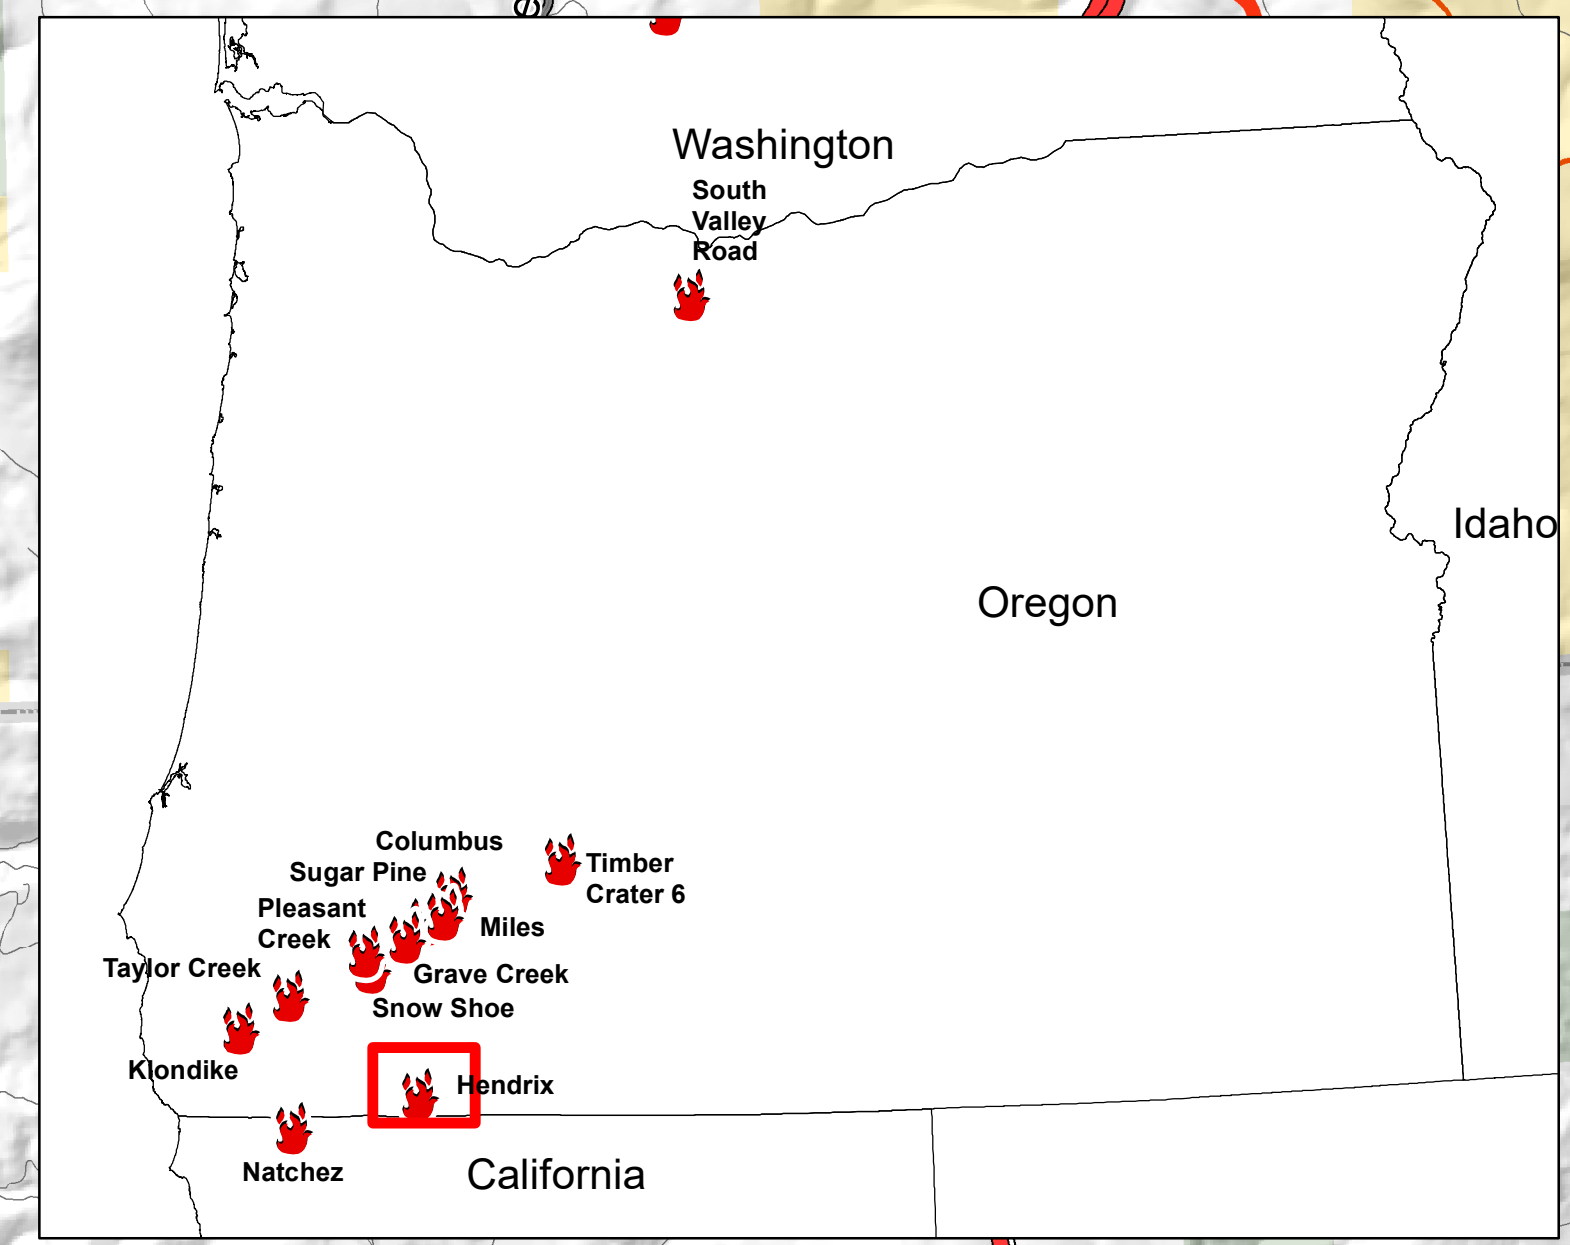 Washington
South
Valley
Road
Idaho
Oregon
Columbus
Sugar Pine
Timber
Crater 6
Pleasant
Creek
Miles
Taylor Creek
Grave Creek
Snow Shoe
Klondike
Hendrix
Natchez
California